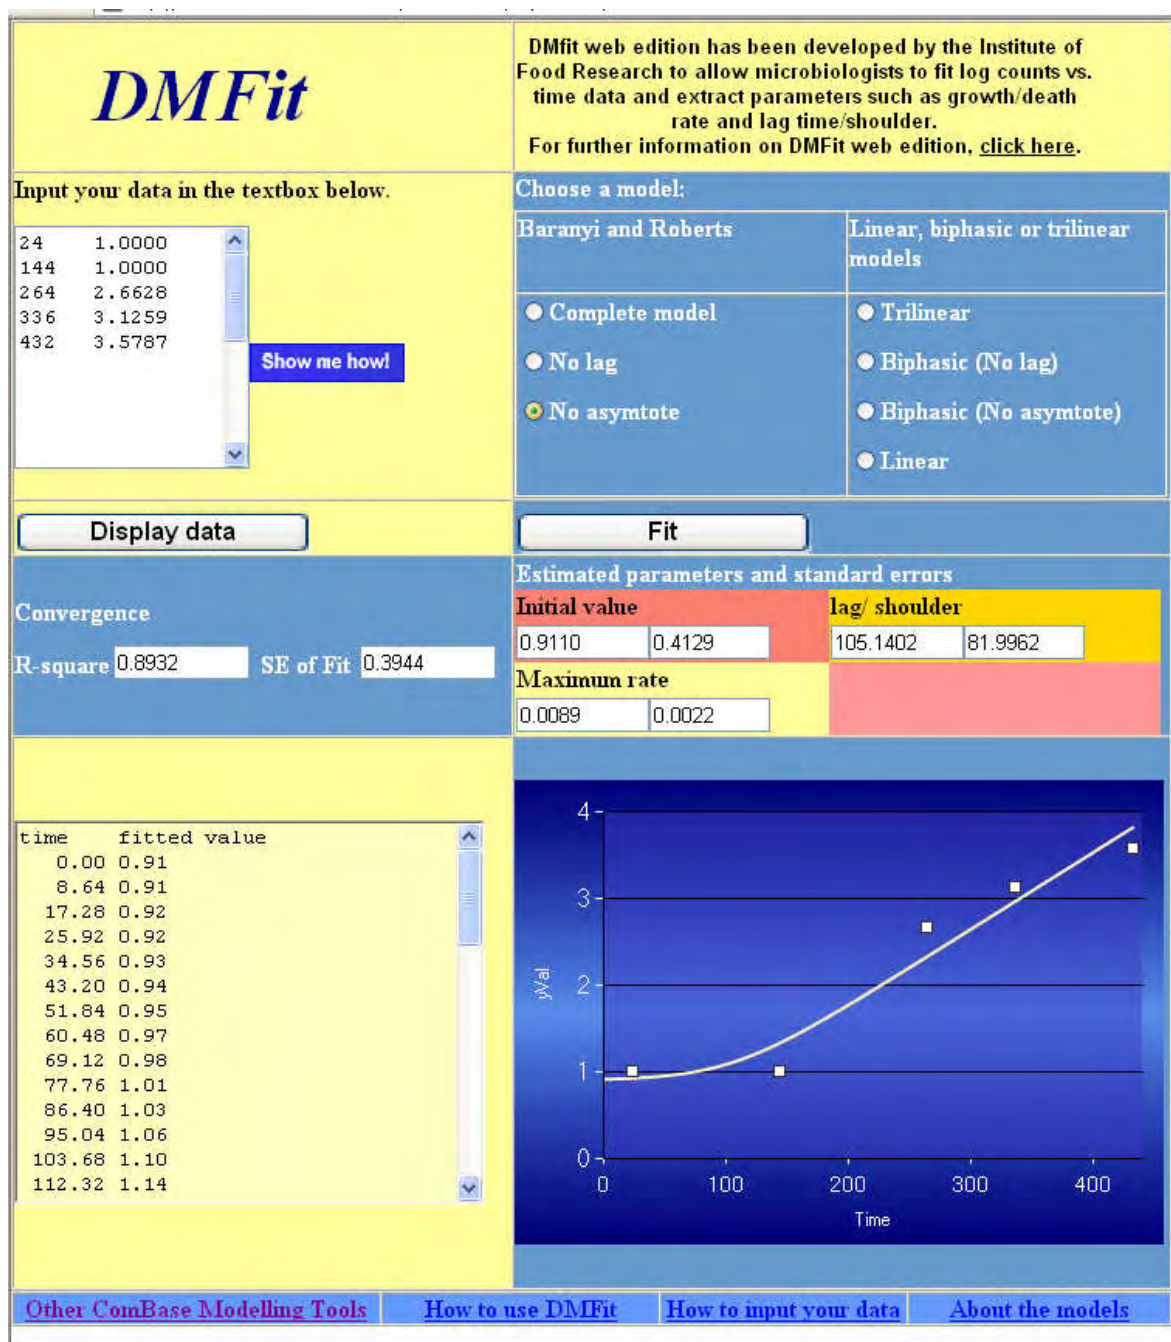 DMFit
DMfit web edition has been developed by the Institute of
Food Research to allow microbiologists to fit log counts vs.
time data and extract parameters such as growth/death
rate and lag time/shoulder.
For further information on DMFit web edition, click here.
Input your data in the textbox below.
24 1.0000
144 1.0000
264 2.6628
336 3.1259
432 3.5787
Show me how!
Choose a model:
Baranyi and Roberts
Linear, biphasic or trilinear
models
Complete model
No lag
No asymtote
Trilinear
Biphasic (No lag)
Biphasic (No asymtote)
Linear
Display data
Fit
Convergence
R-square 0.8932 SE of Fit 0.3944
Estimated parameters and standard errors
Initial value
0.9110 0.4129
lag/ shoulder
105.1402 81.9962
Maximum rate
0.0089 0.0022
time fitted value
0.00 0.91
8.64 0.91
17.28 0.92
25.92 0.92
34.56 0.93
43.20 0.94
51.84 0.95
60.48 0.97
69.12 0.98
77.76 1.01
86.40 1.03
95.04 1.06
103.68 1.10
112.32 1.14
4
3
2
1
0
yVal
0 100 200 300 400
Time
Other ComBase Modelling Tools How to use DMFit How to input your data About the models